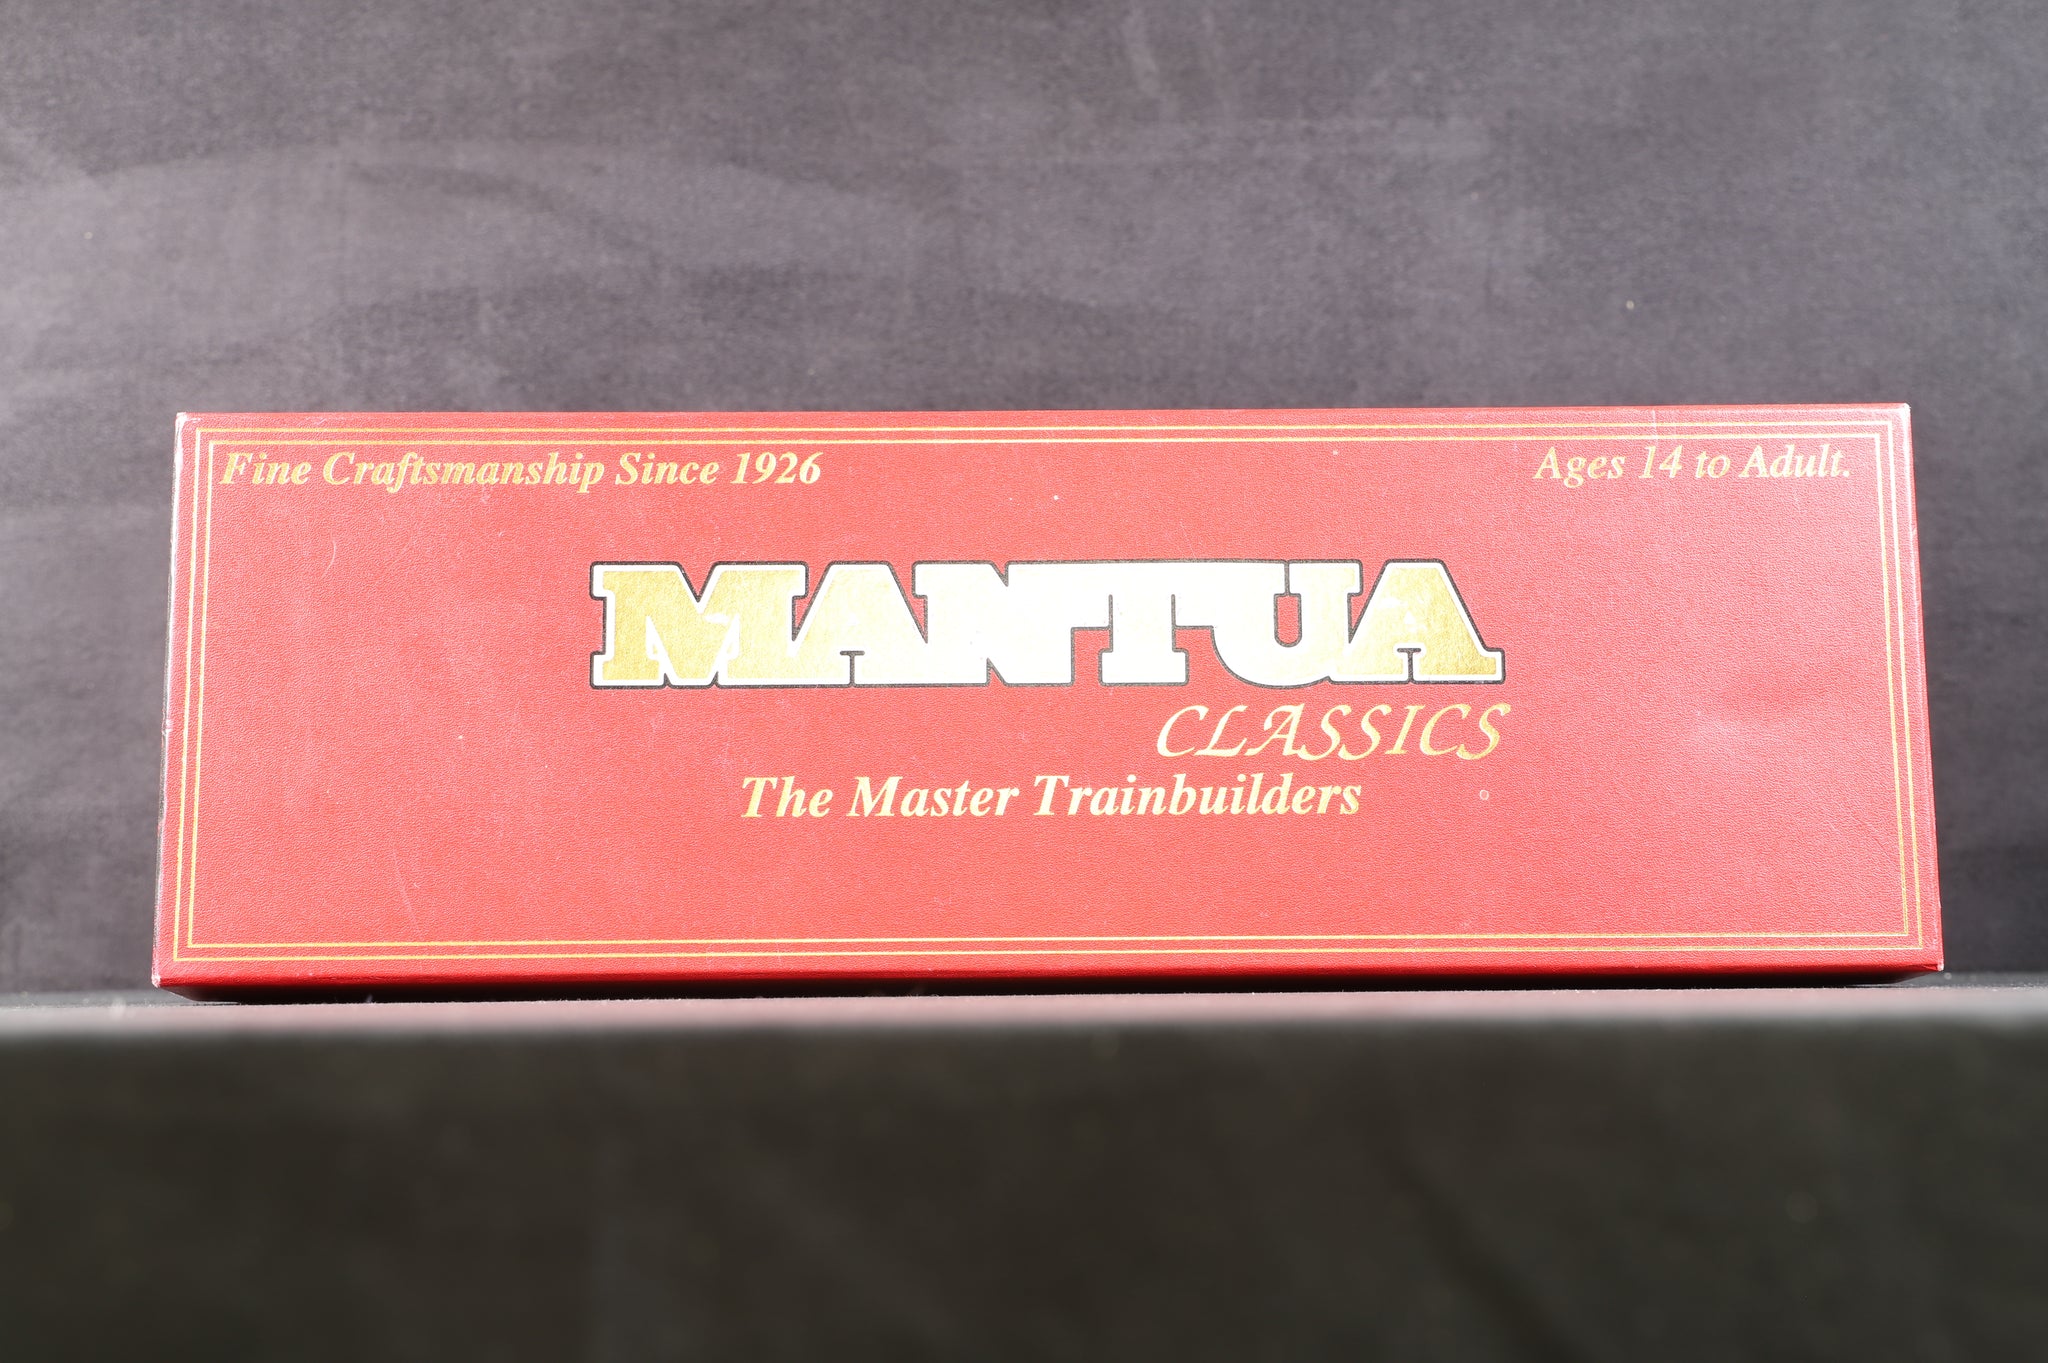 Fine Craftsmanship Since 1926
Ages 14 to Adult.
MANTUA
CLASSICS
The Master Trainbuilders